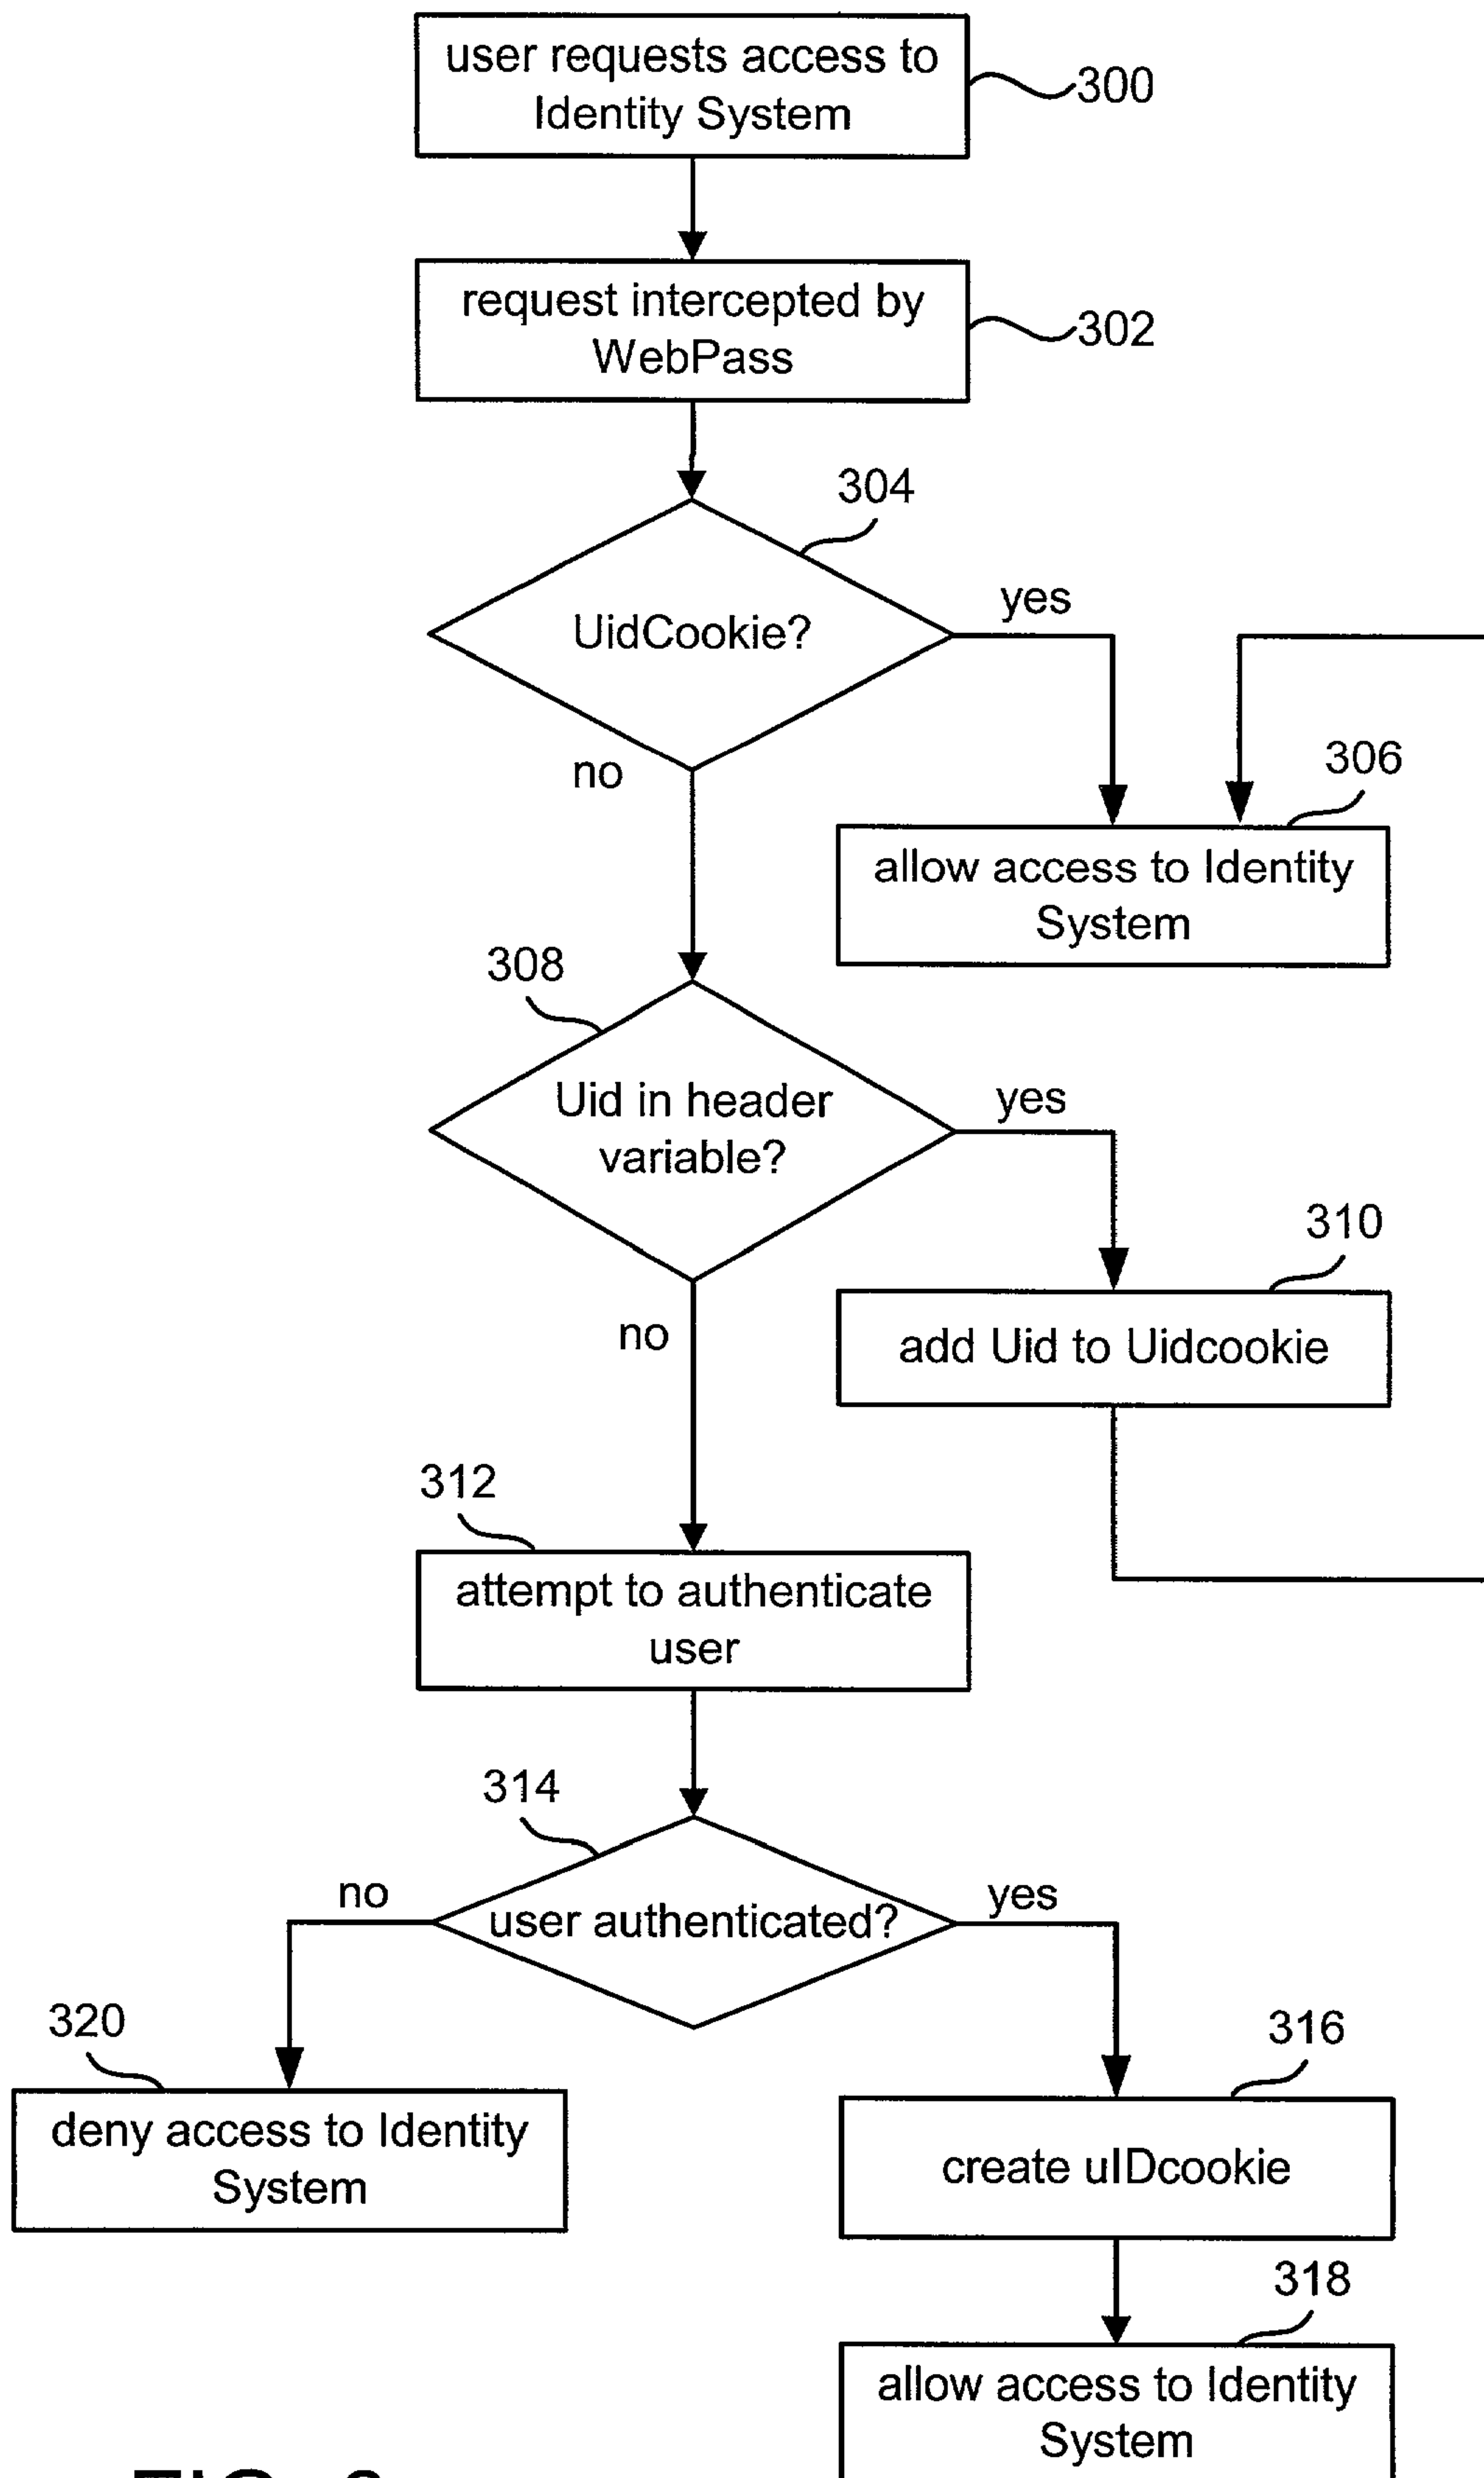 user requests access to
Identity System
300
request intercepted by
WebPass
302
304
UidCookie?
yes
no
306
allow access to Identity
System
308
Uid in header
variable?
yes
no
310
add Uid to Uidcookie
312
attempt to authenticate
user
314
user authenticated?
no
yes
320
deny access to Identity
System
316
create uIDcookie
318
allow access to Identity
System